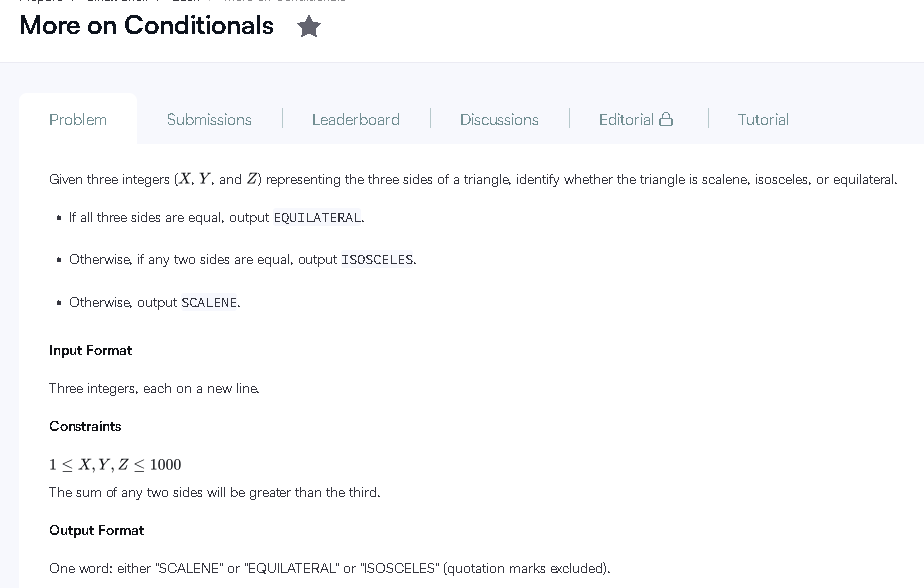 More on Conditionals
Problem
Submissions
Leaderboard
Discussions
Editorial
Tutorial
Given three integers (X, Y, and Z) representing the three sides of a triangle, identify whether the triangle is scalene, isosceles, or equilateral.
• If all three sides are equal, output EQUILATERAL.
• Otherwise, if any two sides are equal, output ISOSCELES.
• Otherwise, output SCALENE.
Input Format
Three integers, each on a new line.
Constraints
1 ≤ X, Y, Z ≤ 1000
The sum of any two sides will be greater than the third.
Output Format
One word: either "SCALENE" or "EQUILATERAL" or "ISOSCELES" (quotation marks excluded).